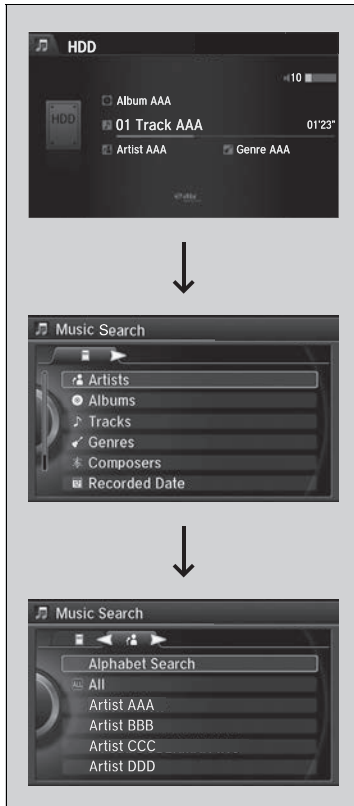 HDD
10
Album AAA
HDD
01 Track AAA 01'23"
Artist AAA Genre AAA
Music Search
Artists
Albums
Tracks
Genres
Composers
Recorded Date
Music Search
Alphabet Search
ALL All
Artist AAA
Artist BBB
Artist CCC
Artist DDD